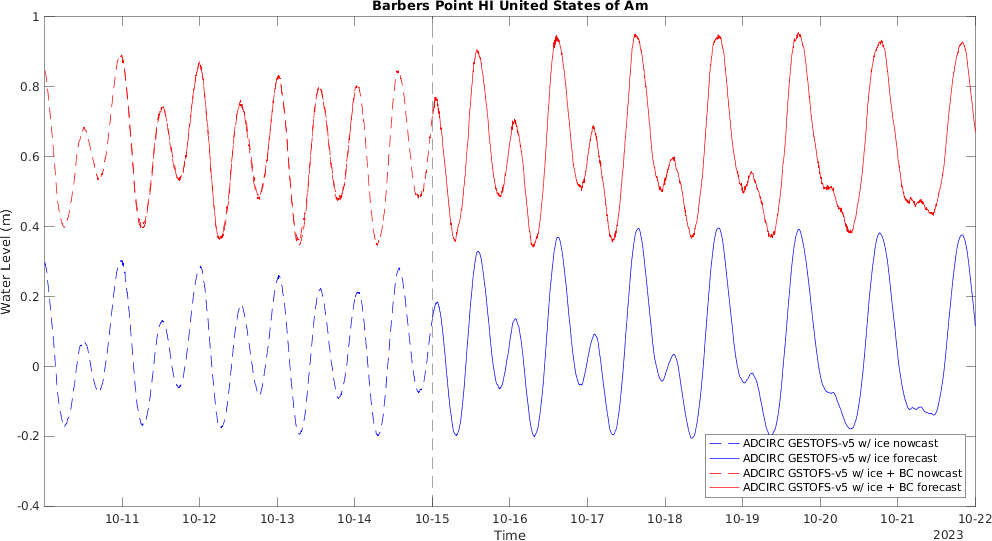 Barbers Point HI United States of Am
Water Level (m)
1
0.8
0.6
0.4
0.2
0
-0.2
-0.4
ADCIRC GESTOFS-v5 w/ ice nowcast
ADCIRC GESTOFS-v5 w/ ice forecast
ADCIRC GSTOFS-v5 w/ ice + BC nowcast
ADCIRC GSTOFS-v5 w/ ice + BC forecast
10-11 10-12 10-13 10-14 10-15 10-16 10-17 10-18 10-19 10-20 10-21 10-22
Time
2023